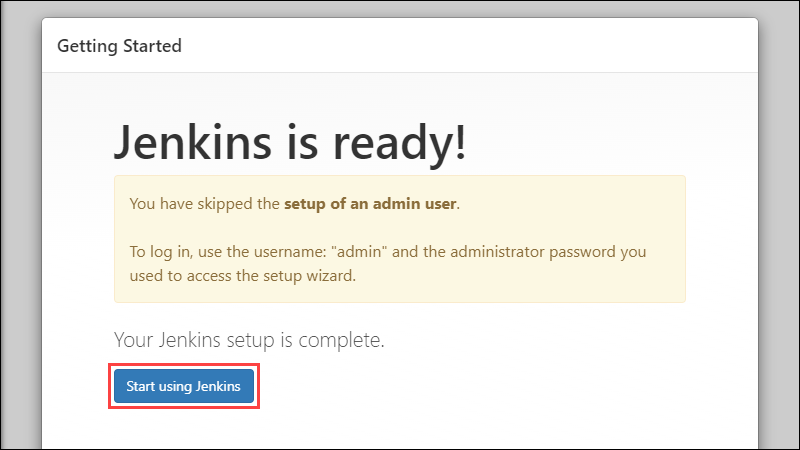 Getting Started
Jenkins is ready!
You have skipped the setup of an admin user.
To log in, use the username: "admin" and the administrator password you
used to access the setup wizard.
Your Jenkins setup is complete.
Start using Jenkins